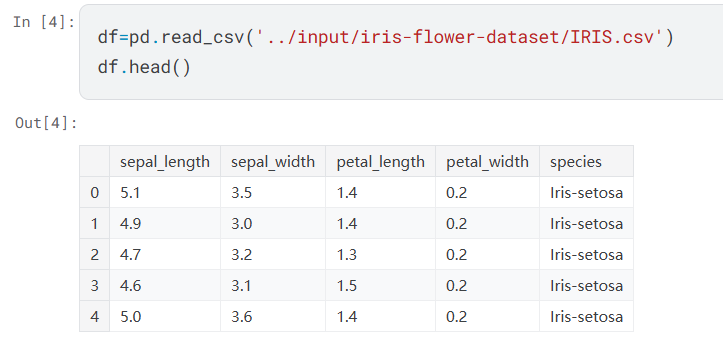 In [4]:
df=pd.read_csv('../input/iris-flower-dataset/IRIS.csv')
df.head()
Out[4]:
sepal_length sepal_width petal_length petal_width species
0 5.1 3.5 1.4 0.2 Iris-setosa
1 4.9 3.0 1.4 0.2 Iris-setosa
2 4.7 3.2 1.3 0.2 Iris-setosa
3 4.6 3.1 1.5 0.2 Iris-setosa
4 5.0 3.6 1.4 0.2 Iris-setosa